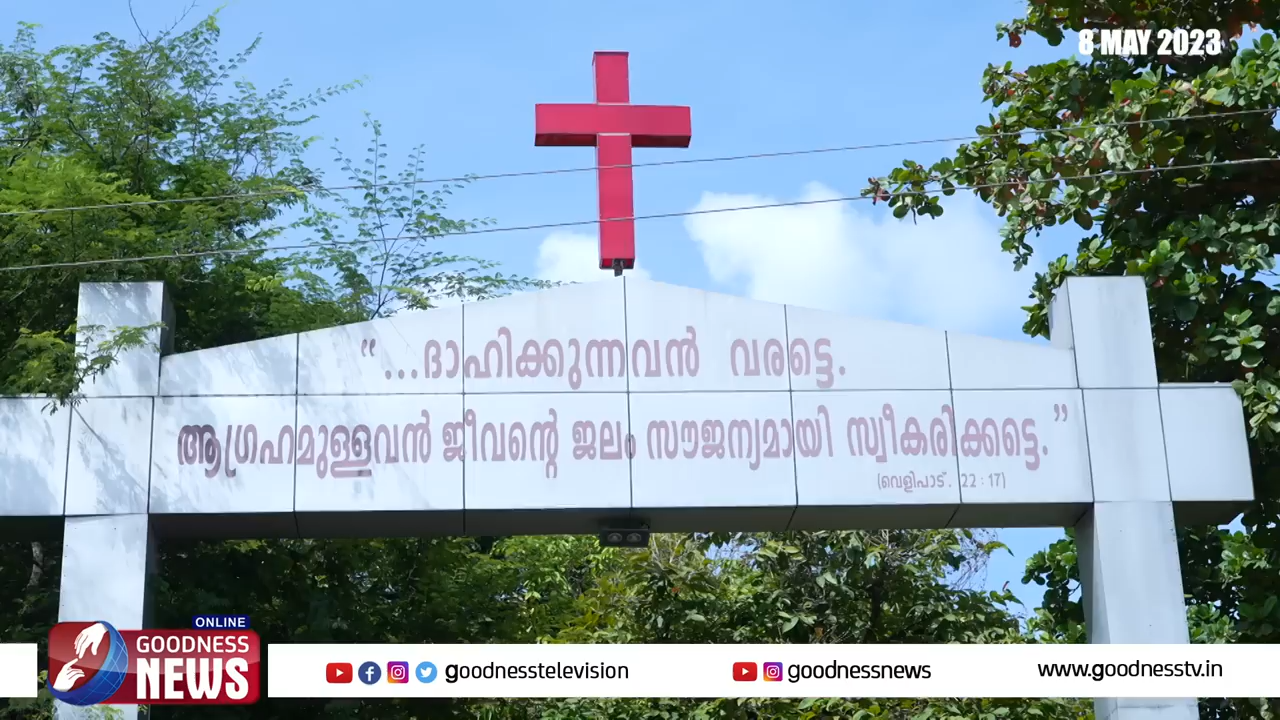 8 MAY 2023
“...ദാഹിക്കുന്നവൻ വരട്ടെ.
ആഗ്രഹമുള്ളവൻ ജീവന്റെ ജലം സൗജന്യമായി സ്വീകരിക്കട്ടെ.”
(വെളിപാട്. 22:17)
ONLINE
GOODNESS
NEWS
goodnesstelevision
goodnessnews
www.goodnesstv.in